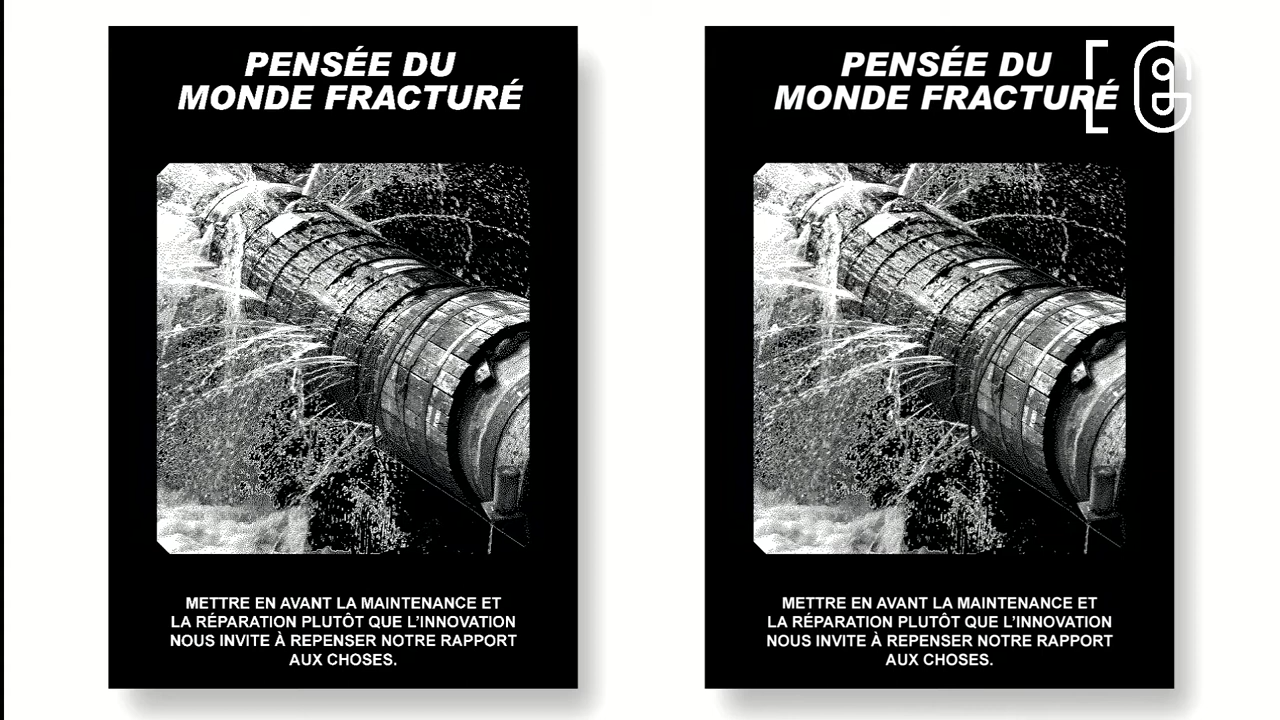 PENSÉE DU
MONDE FRACTURÉ
METTRE EN AVANT LA MAINTENANCE ET
LA RÉPARATION PLUTÔT QUE L'INNOVATION
NOUS INVITE À REPENSER NOTRE RAPPORT
AUX CHOSES.
PENSÉE DU
MONDE FRACTURÉ
METTRE EN AVANT LA MAINTENANCE ET
LA RÉPARATION PLUTÔT QUE L'INNOVATION
NOUS INVITE À REPENSER NOTRE RAPPORT
AUX CHOSES.